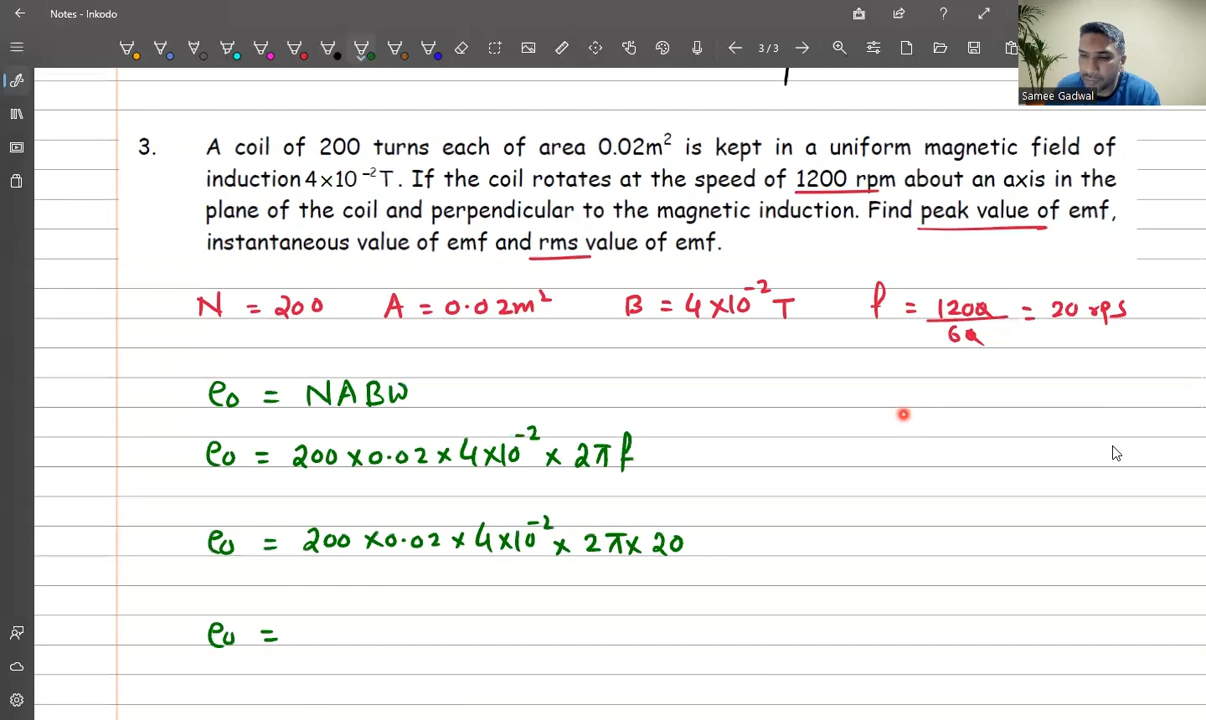 Notes - Inkodo
3 / 3
Samee Gadwal
3. A coil of 200 turns each of area 0.02m² is kept in a uniform magnetic field of
induction 4×10⁻²T. If the coil rotates at the speed of 1200 rpm about an axis in the
plane of the coil and perpendicular to the magnetic induction. Find peak value of emf,
instantaneous value of emf and rms value of emf.
N = 200 A = 0.02m² B = 4×10⁻² T f = 1200/60 = 20 rps
e₀ = NABω
e₀ = 200×0.02×4×10⁻² × 2πf
e₀ = 200×0.02×4×10⁻² × 2π×20
e₀ =